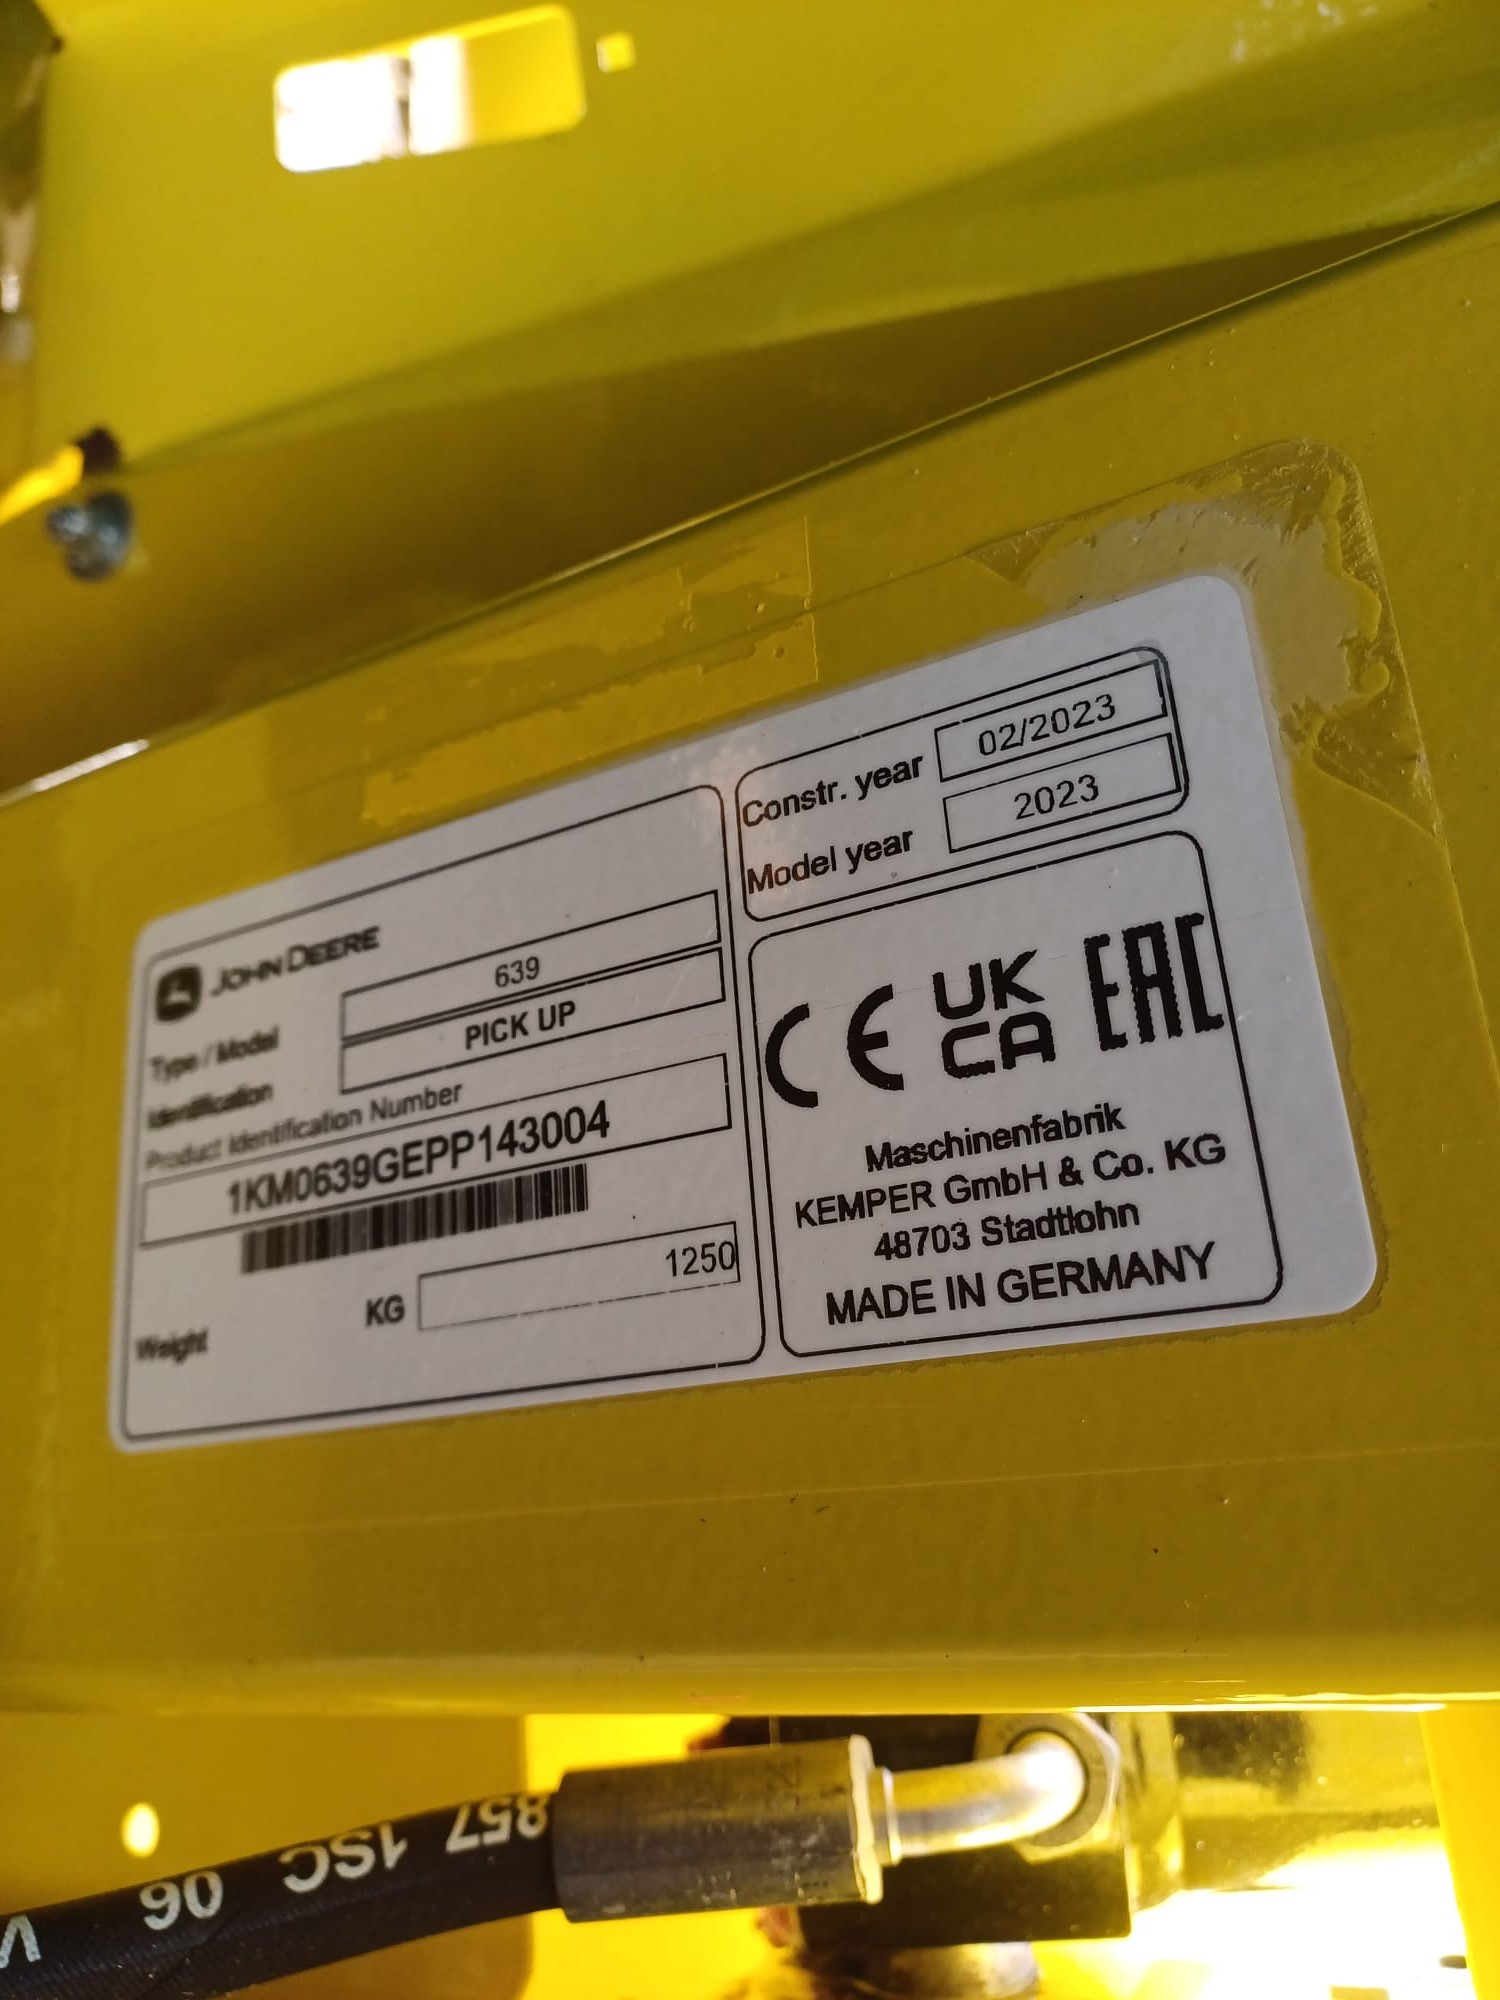 JOHN DEERE
Type / Model 639
Identification PICK UP
Product Identification Number
1KM0639GEPP143004
Weight KG 1250
Constr. year 02/2023
Model year 2023
CE UK CA EAC
Maschinenfabrik
KEMPER GmbH & Co. KG
48703 Stadtlohn
MADE IN GERMANY
857 1SC 06